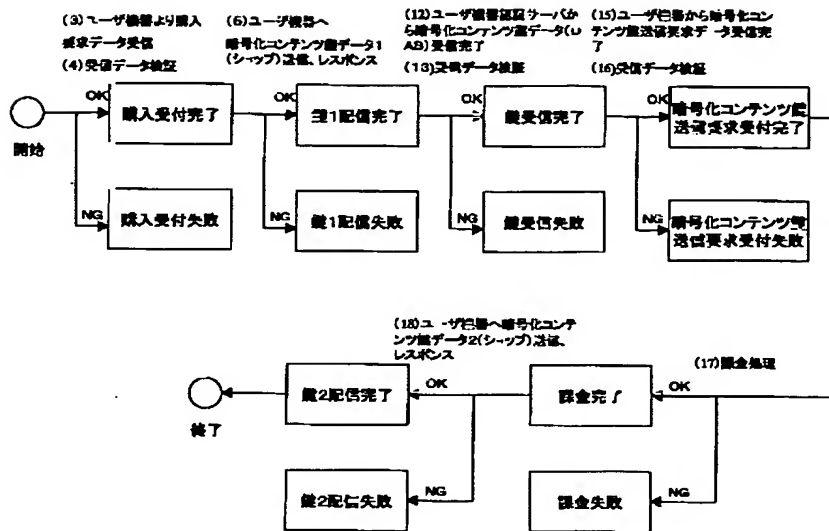 (3)ユーザ機器より購入
要求データ受信
(4)受信データ検証
(6)ユーザ機器へ
暗号化コンテンツ鍵データ1
(ショップ)送信、レスポンス
(12)ユーザ機器認証サーバか
ら暗号化コンテンツ鍵データ(DAS)受信完了
(13)受信データ検証
(15)ユーザ機器から暗号化コン
テンツ鍵送信要求データ受信完
了
(16)受信データ検証
OK
購入受付完了
OK
鍵1配信完了
OK
鍵受信完了
OK
暗号化コンテンツ鍵
送信要求受付完了
開始
NG
購入受付失敗
NG
鍵1配信失敗
NG
鍵受信失敗
NG
暗号化コンテンツ鍵
送信要求受付失敗
(18)ユーザ機器へ暗号化コンテ
ンツ鍵データ2(ショップ)送信、
レスポンス
(17)課金処理
終了
鍵2配信完了
OK
課金完了
OK
鍵2配信失敗
NG
課金失敗
NG